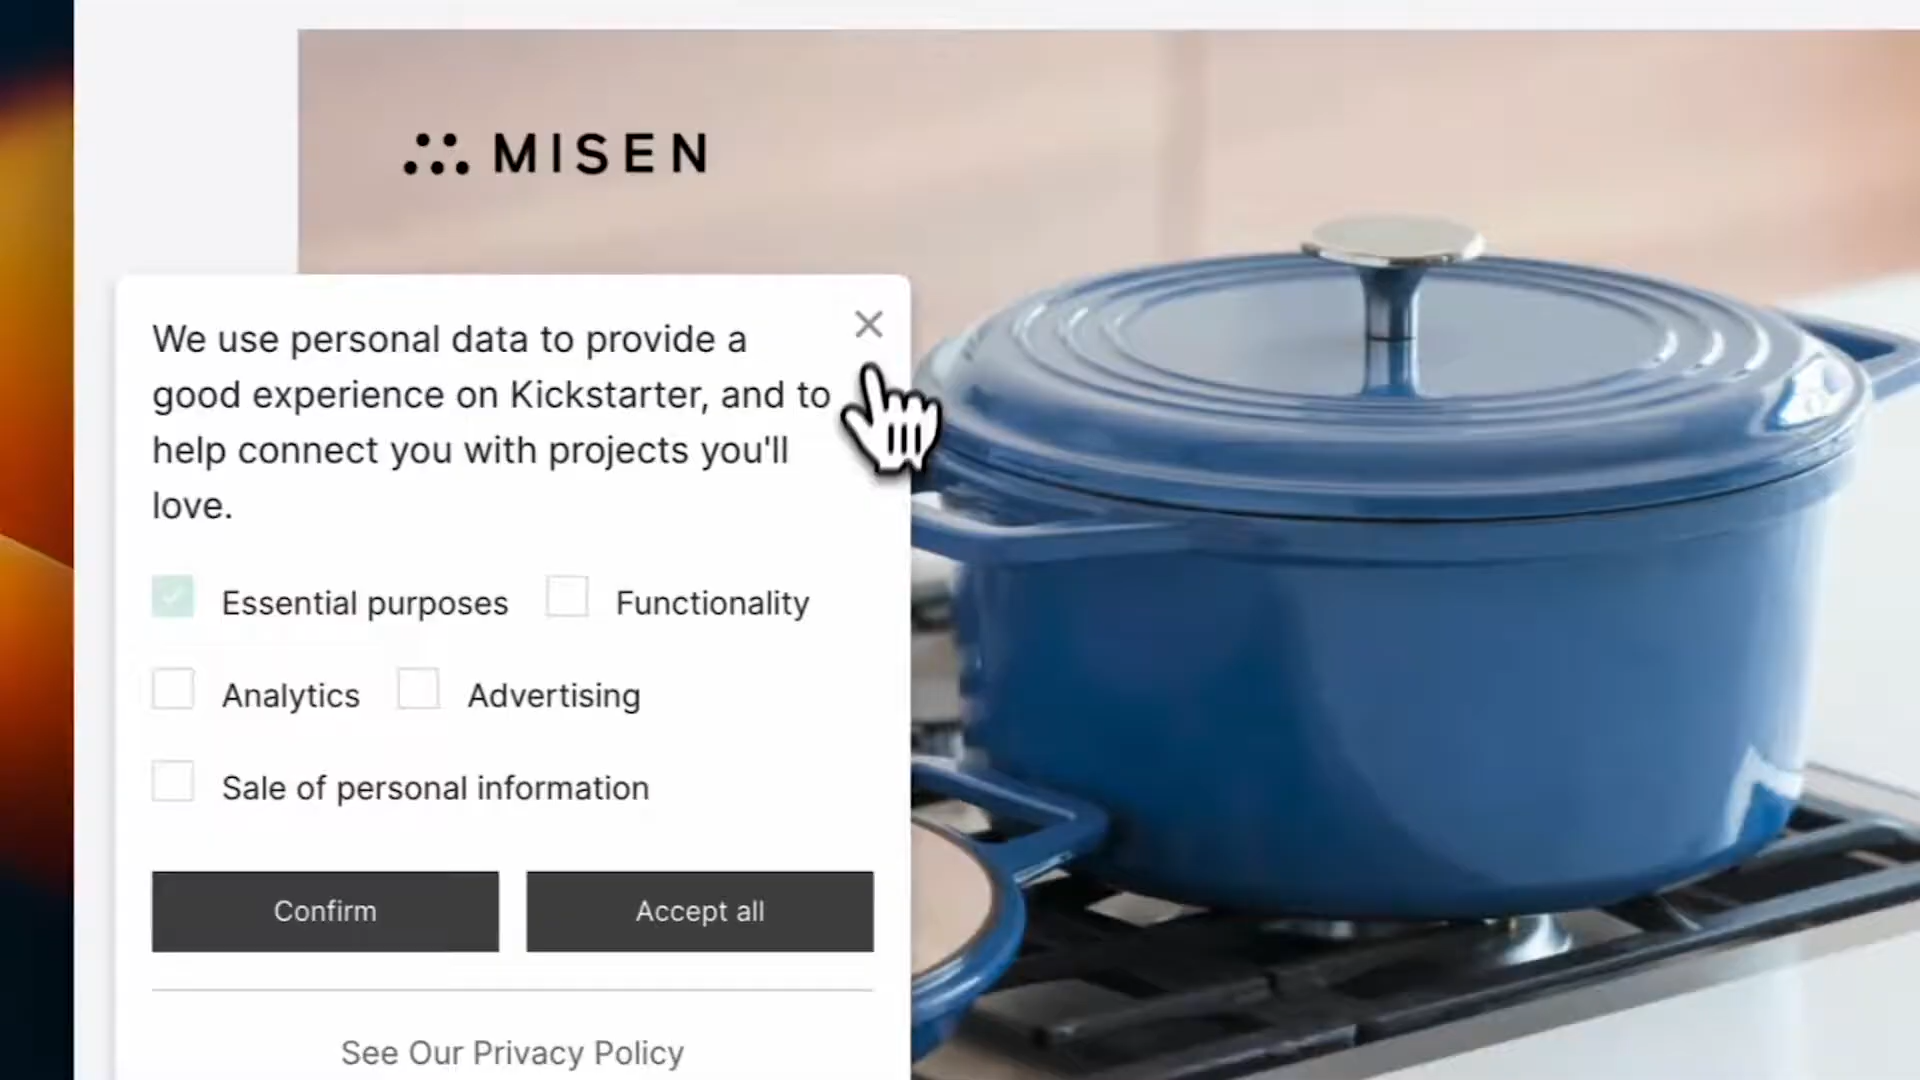 MISEN
We use personal data to provide a
good experience on Kickstarter, and to
help connect you with projects you'll
love.
Essential purposes Functionality
Analytics Advertising
Sale of personal information
Confirm Accept all
See Our Privacy Policy